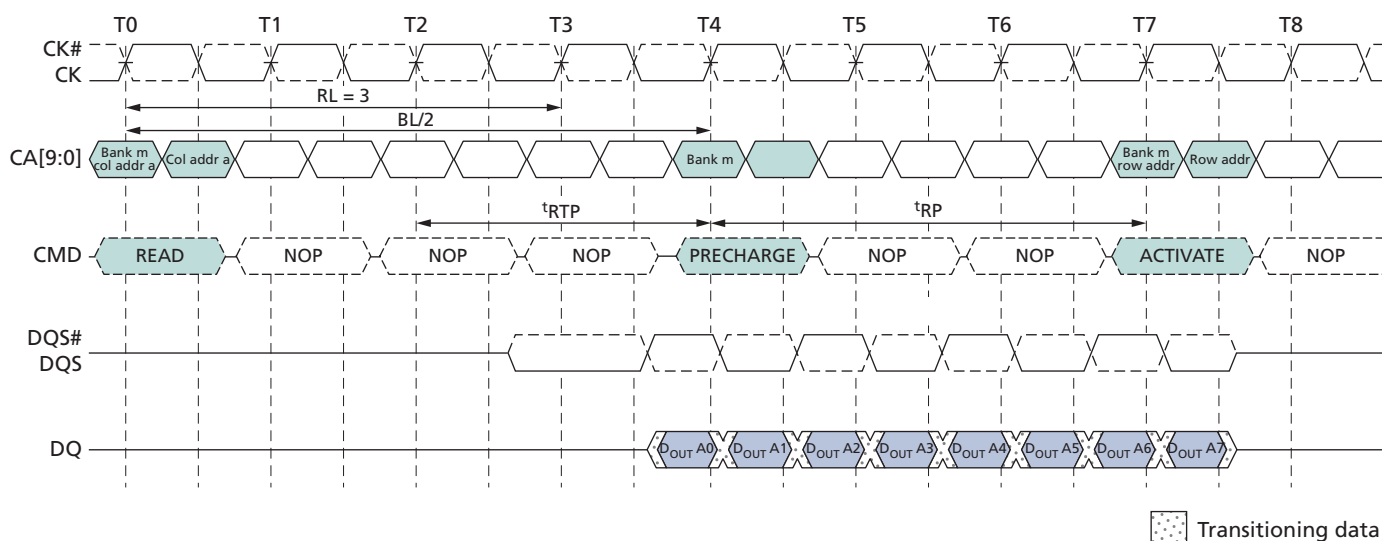 T0 T1 T2 T3 T4 T5 T6 T7 T8
CK#
CK
RL = 3
BL/2
CA[9:0]
Bank m
col addr a
Col addr a
Bank m
Bank m
row addr
Row addr
tRTP
tRP
CMD
READ NOP NOP NOP PRECHARGE NOP NOP ACTIVATE NOP
DQS#
DQS
DQ
DOUT A0 DOUT A1 DOUT A2 DOUT A3 DOUT A4 DOUT A5 DOUT A6 DOUT A7
Transitioning data